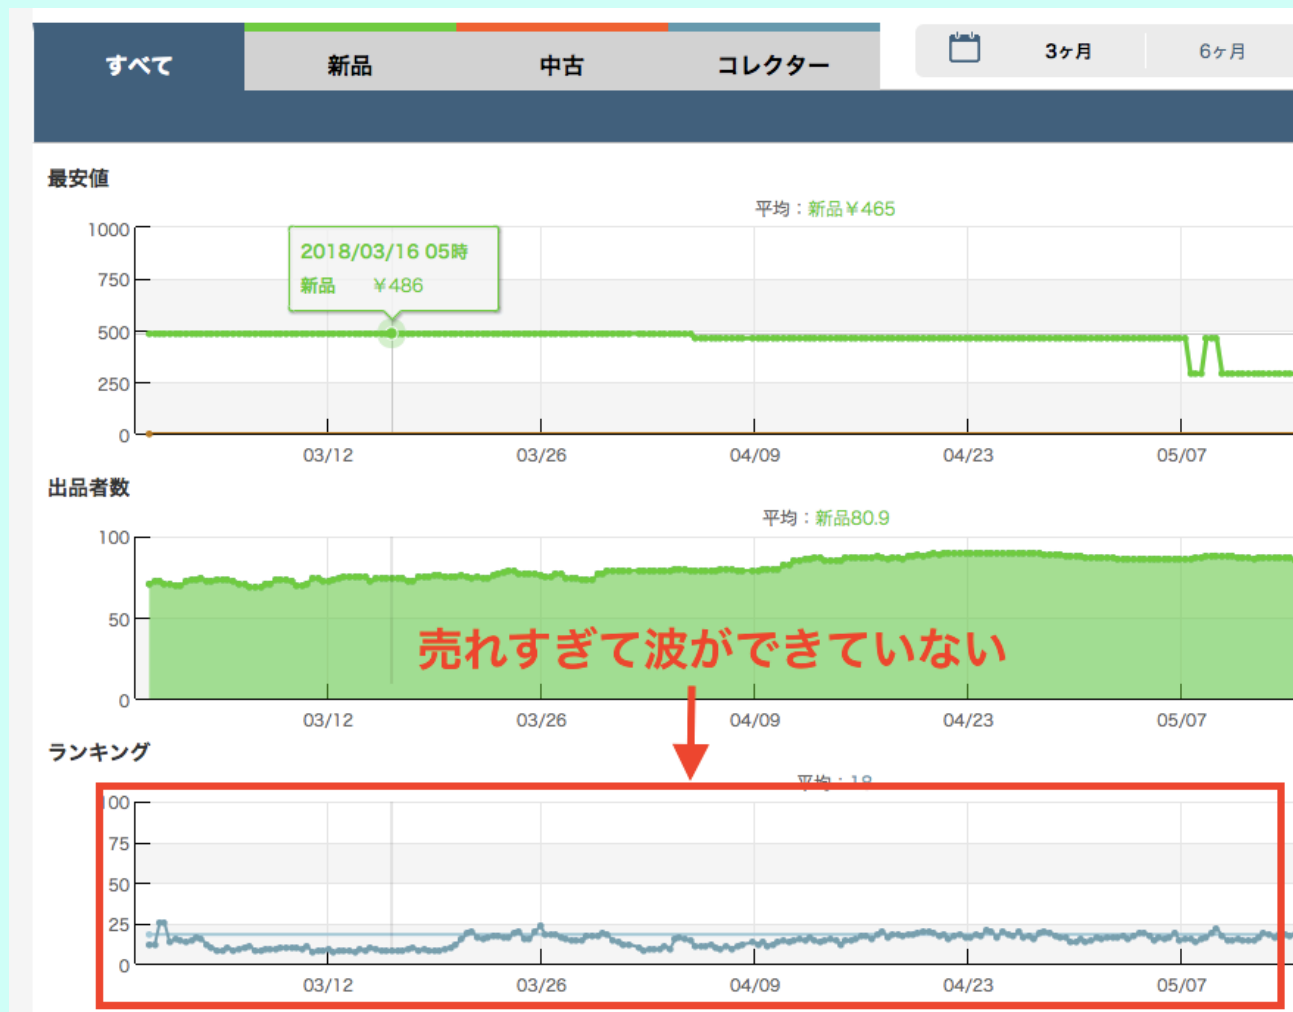 すべて
新品
中古
コレクター
3ヶ月
6ヶ月
最安値
平均：新品￥465
1000
750
500
250
0
2018/03/16 05時
新品 ￥486
03/12
03/26
04/09
04/23
05/07
出品者数
平均：新品80.9
100
50
0
売れすぎて波ができていない
03/12
03/26
04/09
04/23
05/07
ランキング
平均：18
100
75
50
25
0
03/12
03/26
04/09
04/23
05/07